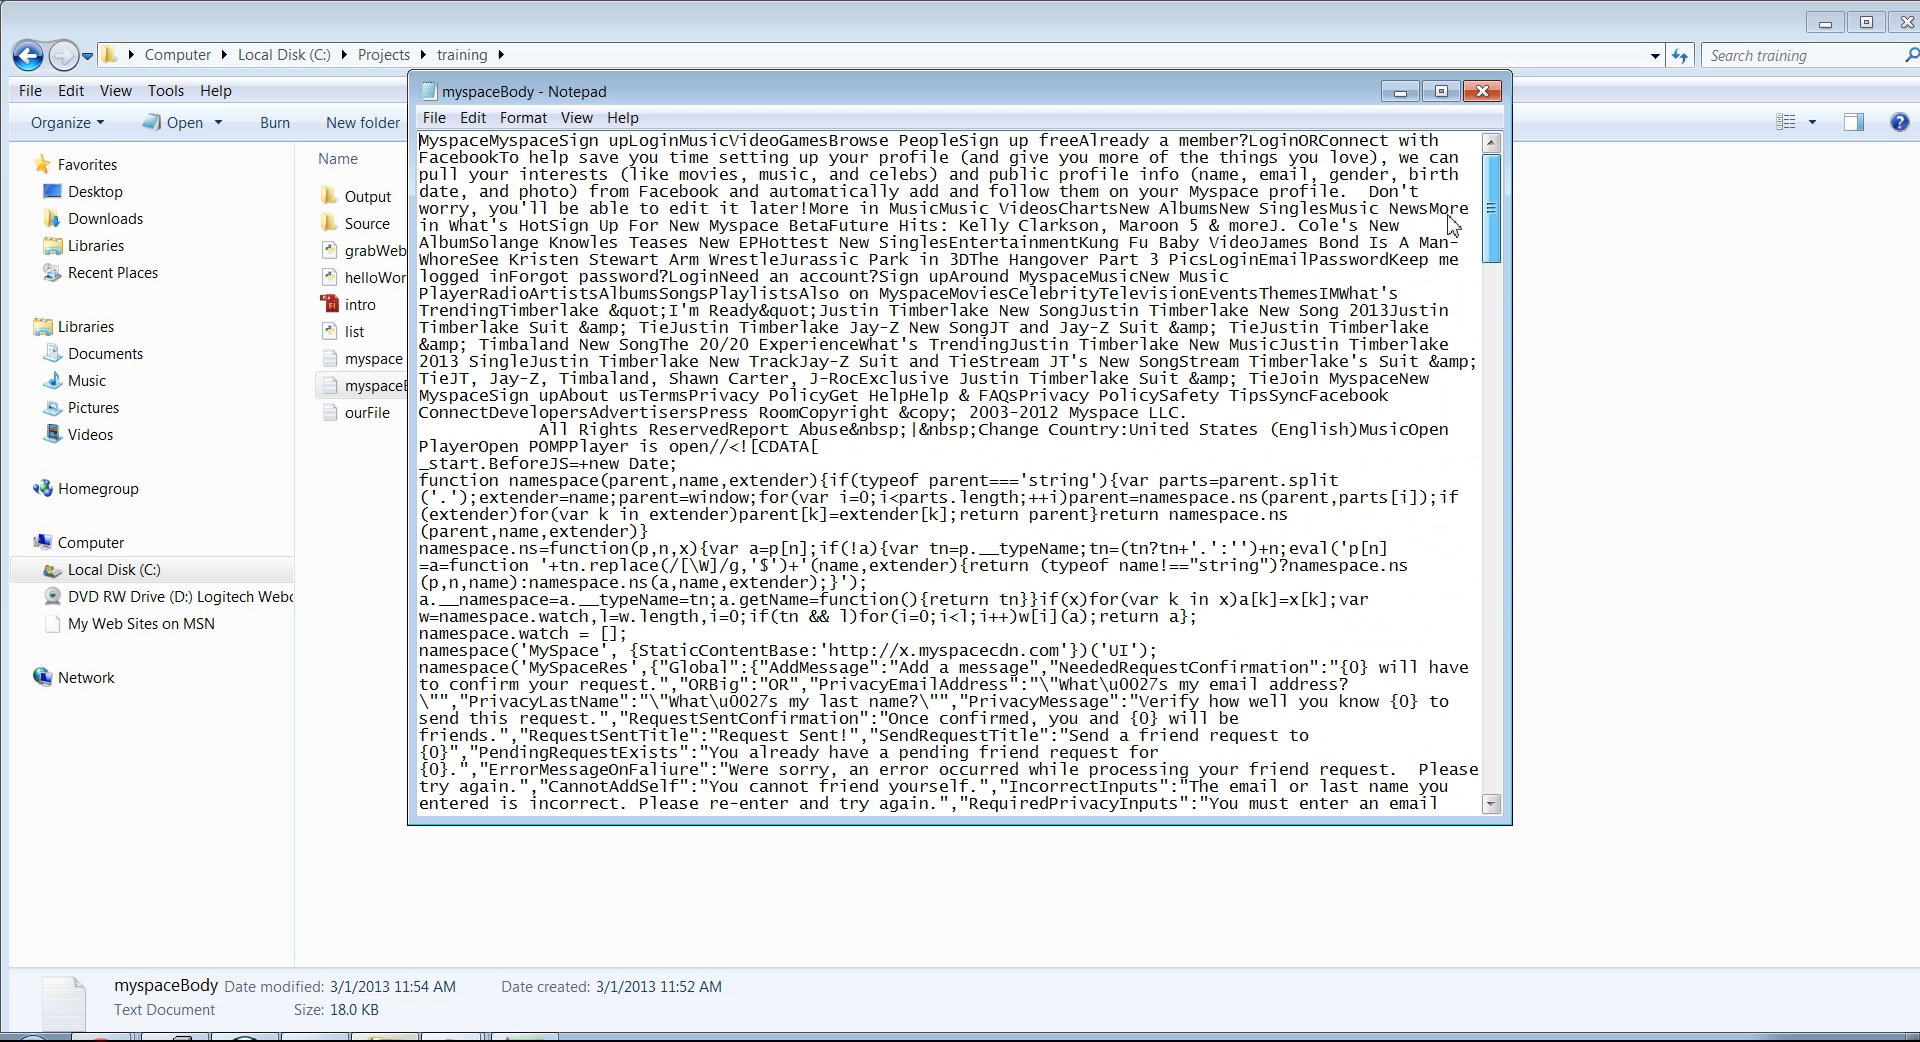 Computer Local Disk (C:) Projects training
Search training
File Edit View Tools Help
Organize Open Burn New folder
Favorites
Desktop
Downloads
Libraries
Recent Places
Libraries
Documents
Music
Pictures
Videos
Homegroup
Computer
Local Disk (C:)
DVD RW Drive (D:) Logitech Webc
My Web Sites on MSN
Network
Name
Output
Source
grabWeb
helloWor
intro
list
myspace
myspaceB
ourFile
myspaceBody - Notepad
File Edit Format View Help
MyspaceMyspaceSign upLoginMusicVideoGamesBrowse PeopleSign up freeAlready a member?LoginORConnect with
FacebookTo help save you time setting up your profile (and give you more of the things you love), we can
pull your interests (like movies, music, and celebs) and public profile info (name, email, gender, birth
date, and photo) from Facebook and automatically add and follow them on your Myspace profile.  Don't
worry, you'll be able to edit it later!More in MusicMusic VideosChartsNew AlbumsNew SinglesMusic NewsMore
in What's HotSign Up For New Myspace BetaFuture Hits: Kelly Clarkson, Maroon 5 & moreJ. Cole's New
AlbumSolange Knowles Teases New EPHottest New SinglesEntertainmentKung Fu Baby VideoJames Bond Is A Man-
WhoreSee Kristen Stewart Arm WrestleJurassic Park in 3DThe Hangover Part 3 PicsLoginEmailPasswordKeep me
logged inForgot password?LoginNeed an account?Sign upAround MyspaceMusicNew Music
PlayerRadioArtistsAlbumsSongsPlaylistsAlso on MyspaceMoviesCelebrityTelevisionEventsThemesIMWhat's
TrendingTimberlake &quot;I'm Ready&quot;Justin Timberlake New SongJustin Timberlake New Song 2013Justin
Timberlake Suit &amp; TieJustin Timberlake Jay-Z New SongJT and Jay-Z Suit &amp; TieJustin Timberlake
&amp; Timbaland New SongThe 20/20 ExperienceWhat's TrendingJustin Timberlake New MusicJustin Timberlake
2013 SingleJustin Timberlake New TrackJay-Z Suit and TieStream JT's New SongStream Timberlake's Suit &amp;
TieJT, Jay-Z, Timbaland, Shawn Carter, J-RocExclusive Justin Timberlake Suit &amp; TieJoin MyspaceNew
MyspaceSign upAbout usTermsPrivacy PolicyGet HelpHelp & FAQsPrivacy PolicySafety TipsSyncFacebook
ConnectDevelopersAdvertisersPress RoomCopyright &copy; 2003-2012 Myspace LLC.
All Rights ReservedReport Abuse&nbsp;|&nbsp;Change Country:United States (English)MusicOpen
PlayerOpen POMPPlayer is open//<![CDATA[
_start.BeforeJS=+new Date;
function namespace(parent,name,extender){if(typeof parent==='string'){var parts=parent.split
('.');extender=name;parent=window;for(var i=0;i<parts.length;++i)parent=namespace.ns(parent,parts[i]);if
(extender)for(var k in extender)parent[k]=extender[k];return parent}return namespace.ns
(parent,name,extender)}
namespace.ns=function(p,n,x){var a=p[n];if(!a){var tn=p.__typeName;tn=(tn?tn+'.':'')+n;eval('p[n]
=a=function '+tn.replace(/[\W]/g,'$')+'(name,extender){return (typeof name!=="string")?namespace.ns
(p,n,name):namespace.ns(a,name,extender);}');
a.__namespace=a.__typeName=tn;a.getName=function(){return tn}}if(x)for(var k in x)a[k]=x[k];var
w=namespace.watch,l=w.length,i=0;if(tn && l)for(i=0;i<l;i++)w[i](a);return a};
namespace.watch = [];
namespace('MySpace', {StaticContentBase:'http://x.myspacecdn.com'})('UI');
namespace('MySpaceRes',{"Global":{"AddMessage":"Add a message","NeededRequestConfirmation":"{0} will have
to confirm your request.","ORBig":"OR","PrivacyEmailAddress":"\"What\u0027s my email address?
\"","PrivacyLastName":"\"What\u0027s my last name?\"","PrivacyMessage":"Verify how well you know {0} to
send this request.","RequestSentConfirmation":"Once confirmed, you and {0} will be
friends.","RequestSentTitle":"Request Sent!","SendRequestTitle":"Send a friend request to
{0}","PendingRequestExists":"You already have a pending friend request for
{0}.","ErrorMessageOnFaliure":"Were sorry, an error occurred while processing your friend request.  Please
try again.","CannotAddSelf":"You cannot friend yourself.","IncorrectInputs":"The email or last name you
entered is incorrect. Please re-enter and try again.","RequiredPrivacyInputs":"You must enter an email
myspaceBody Date modified: 3/1/2013 11:54 AM Date created: 3/1/2013 11:52 AM
Text Document Size: 18.0 KB